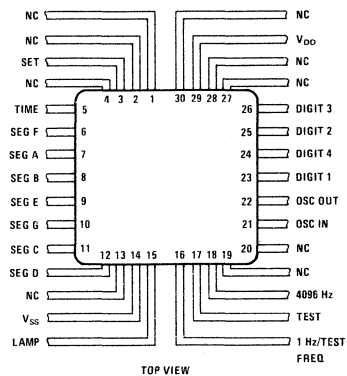 NC NC
NC V_DD
SET NC
NC NC
4 3 2 1 30 29 28 27
TIME 5 26 DIGIT 3
SEG F 6 25 DIGIT 2
SEG A 7 24 DIGIT 4
SEG B 8 23 DIGIT 1
SEG E 9 22 OSC OUT
SEG G 10 21 OSC IN
SEG C 11 20 NC
12 13 14 15 16 17 18 19
SEG D NC
NC 4096 Hz
V_SS TEST
LAMP 1 Hz/TEST
FREQ
TOP VIEW